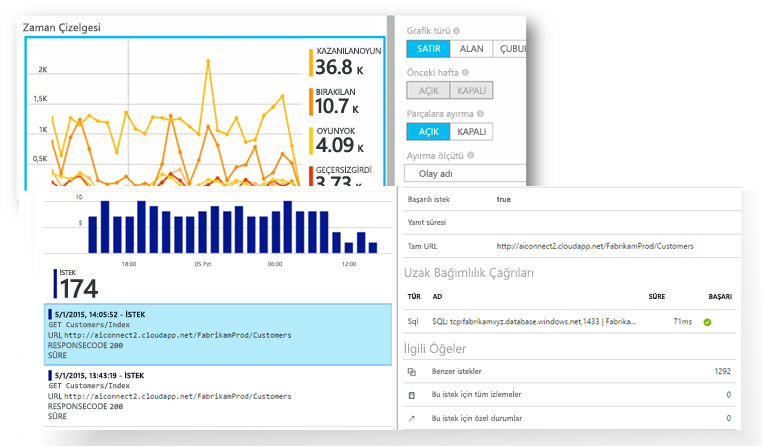 Zaman Çizelgesi
2K
1,5K
1K
0,5K
KAZANILANOYUN
36.8 K
BIRAKILAN
10.7 K
OYUNYOK
4.09 K
GEÇERSİZGİRDİ
3.73 K
Grafik türü
SATIR ALAN ÇUBUK
Önceki hafta
AÇIK KAPALI
Parçalara ayırma
AÇIK KAPALI
Ayırma ölçütü
Olay adı
10
18:00 05 Pzt 06:00 12:00
İSTEK
174
5/1/2015, 14:05:52 - İSTEK
GET Customers/Index
URL http://aiconnect2.cloudapp.net/FabrikamProd/Customers
RESPONSECODE 200
SÜRE
5/1/2015, 13:43:19 - İSTEK
GET Customers/Index
URL http://aiconnect2.cloudapp.net/FabrikamProd/Customers
RESPONSECODE 200
SÜRE
Başarılı istek true
Yanıt süresi
Tam URL http://aiconnect2.cloudapp.net/FabrikamProd/Customers
Uzak Bağımlılık Çağrıları
TÜR AD SÜRE BAŞARI
Sql SQL: tcp:fabrikamxyz.database.windows.net,1433 | Fabrika... 71ms
İlgili Öğeler
Benzer istekler 1292
Bu istek için tüm izlemeler 0
Bu istek için özel durumlar 0